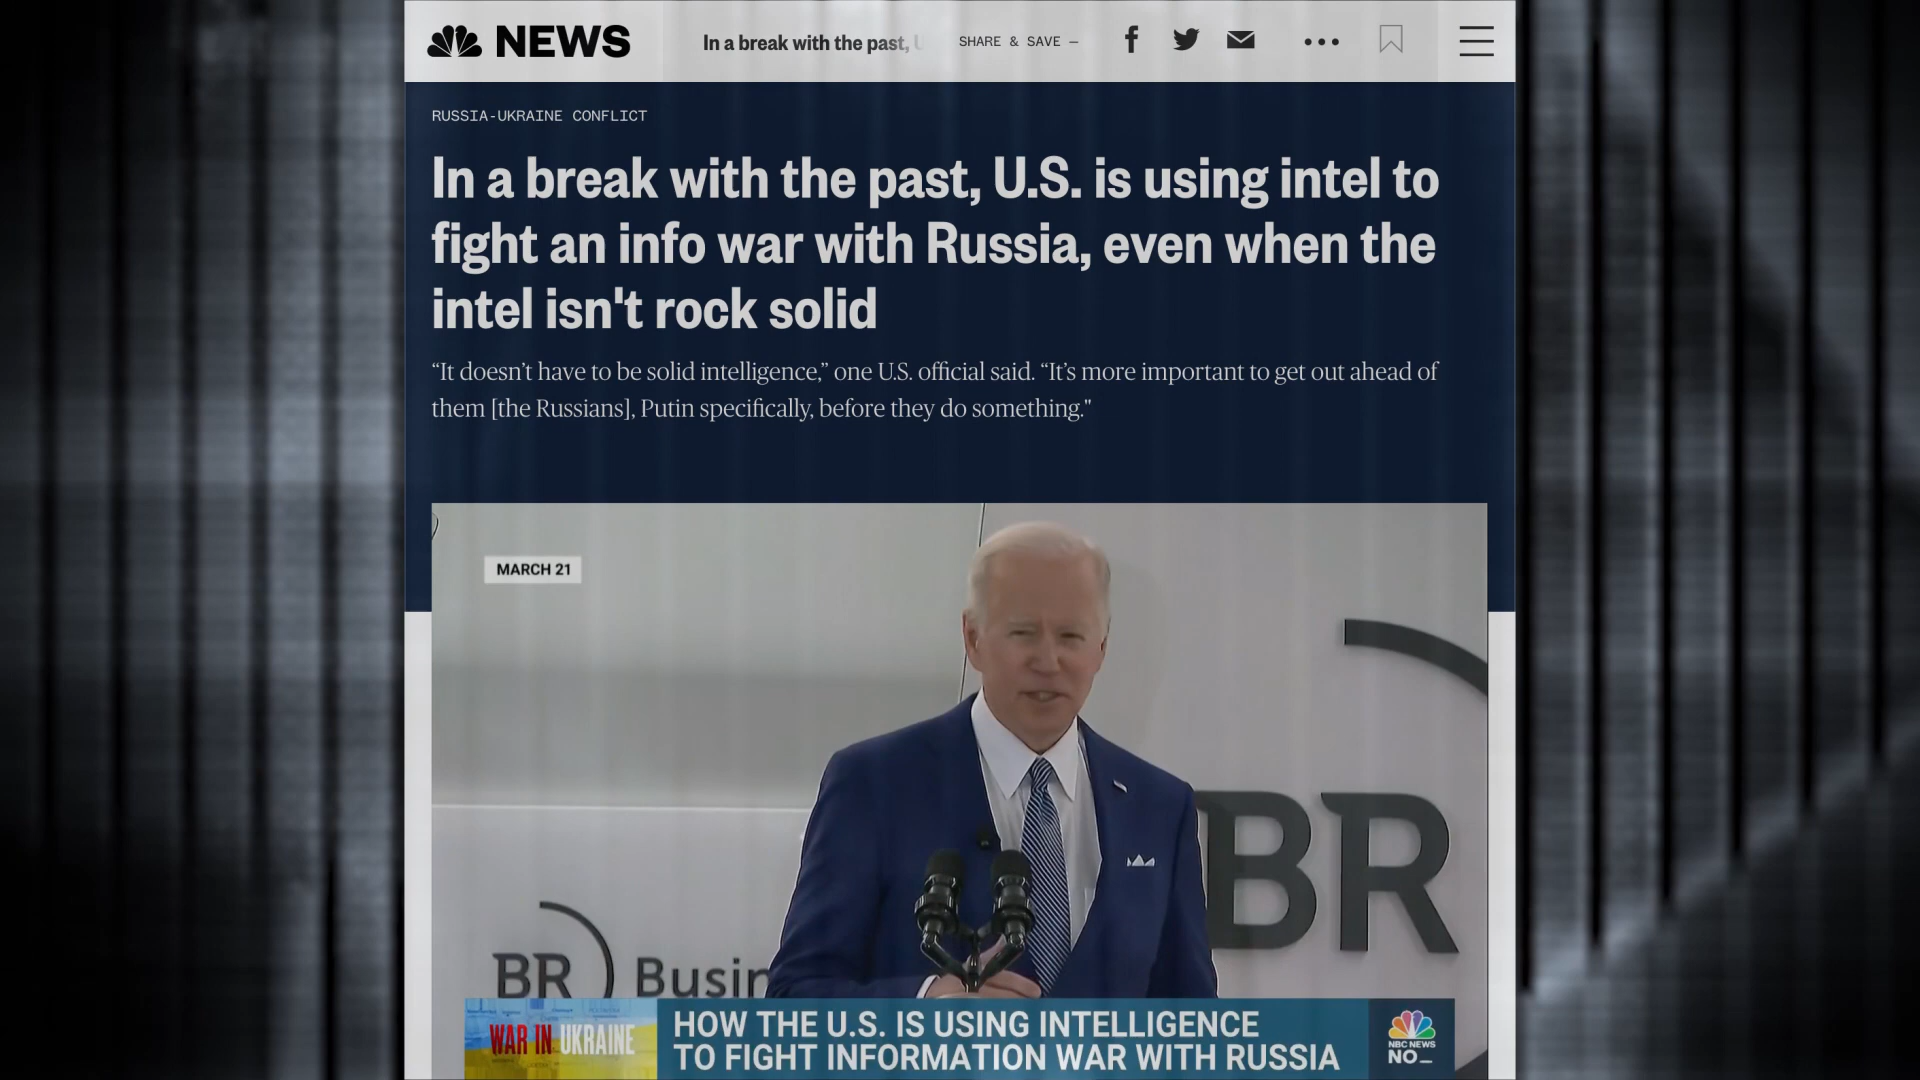 NEWS
In a break with the past,
SHARE & SAVE —
RUSSIA-UKRAINE CONFLICT
In a break with the past, U.S. is using intel to
fight an info war with Russia, even when the
intel isn't rock solid
“It doesn’t have to be solid intelligence,” one U.S. official said. “It’s more important to get out ahead of
them [the Russians], Putin specifically, before they do something."
MARCH 21
BR
BR Busin
WAR IN UKRAINE
HOW THE U.S. IS USING INTELLIGENCE
TO FIGHT INFORMATION WAR WITH RUSSIA
NBC NEWS
NO_